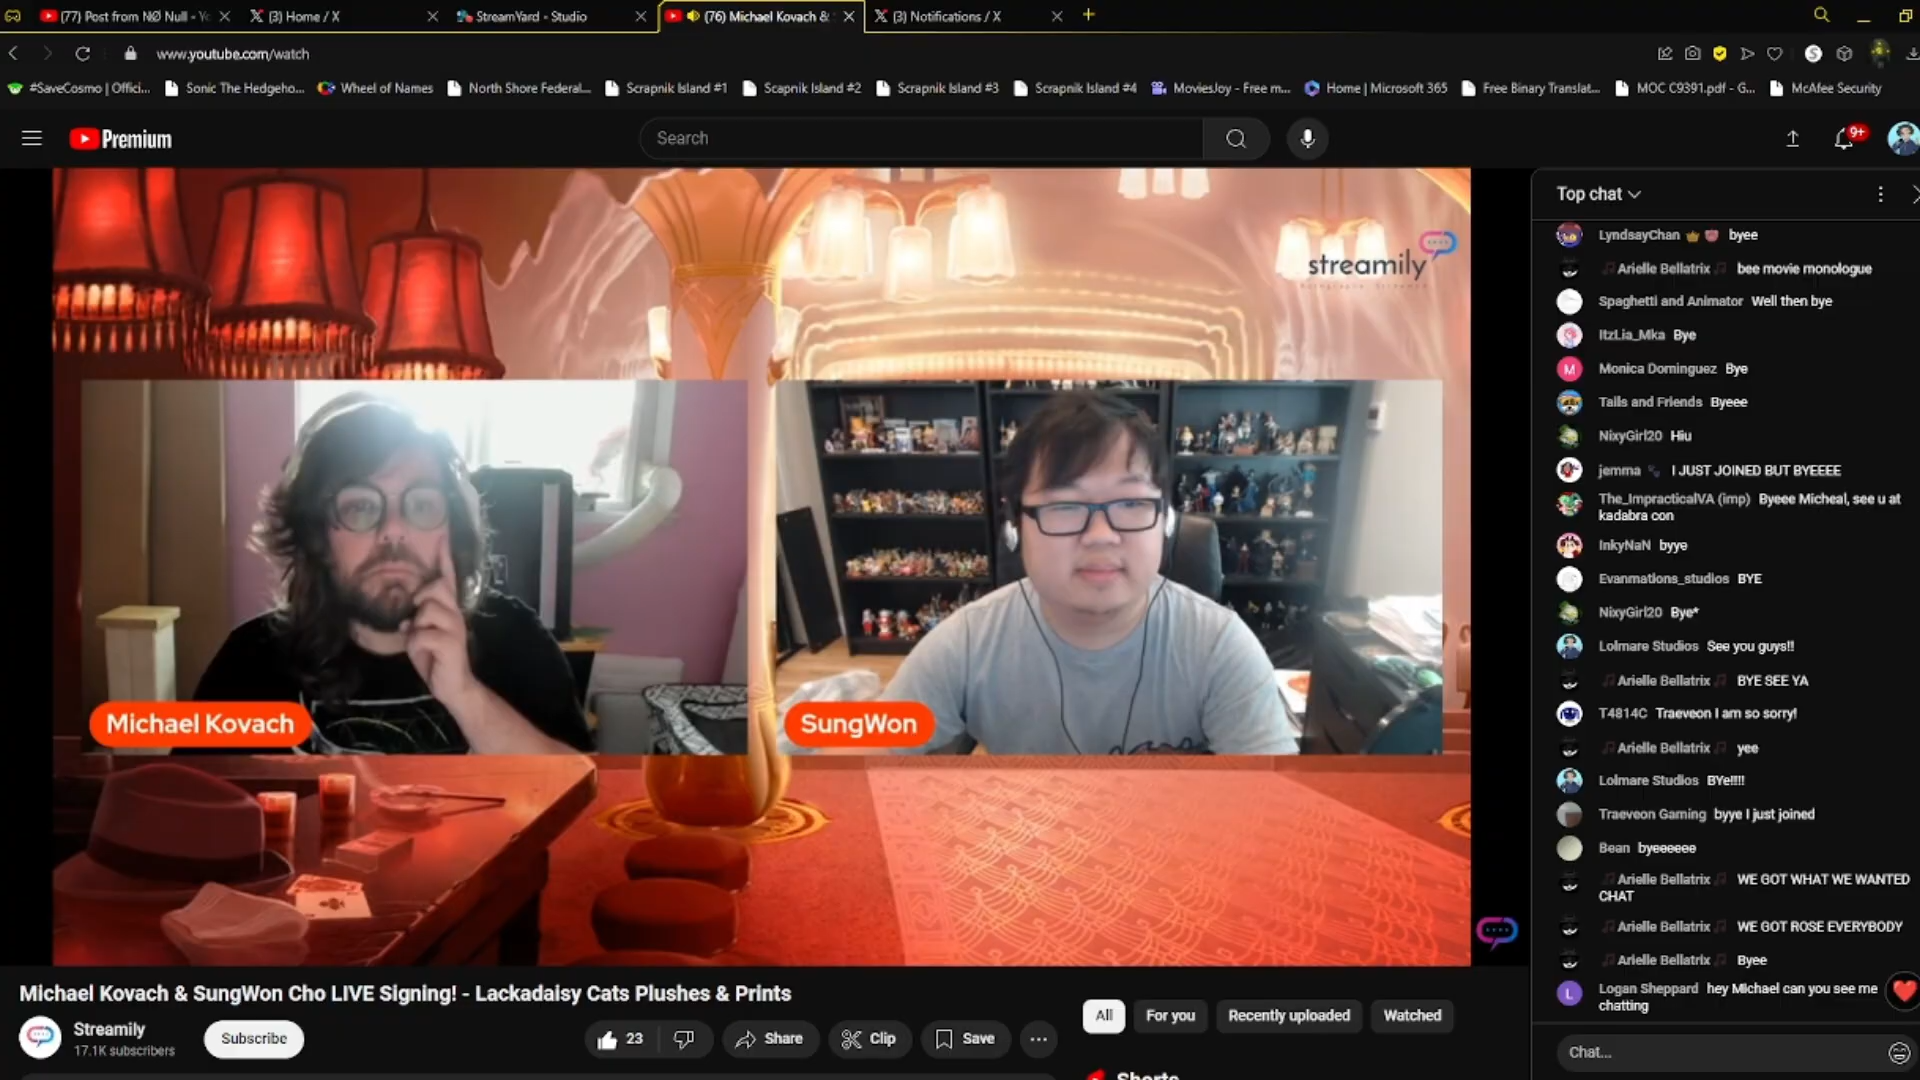 (77) Post from NØ Null - Yo
(3) Home / X
StreamYard - Studio
(76) Michael Kovach &
(3) Notifications / X
www.youtube.com/watch
#SaveCosmo | Offici...
Sonic The Hedgeho...
Wheel of Names
North Shore Federal...
Scrapnik Island #1
Scapnik Island #2
Scrapnik Island #3
Scrapnik Island #4
MoviesJoy - Free m...
Home | Microsoft 365
Free Binary Translat...
MOC C9391.pdf - G...
McAfee Security
Premium
Search
9+
streamily
Michael Kovach
SungWon
Michael Kovach & SungWon Cho LIVE Signing! - Lackadaisy Cats Plushes & Prints
Streamily
17.1K subscribers
Subscribe
23
Share
Clip
Save
All
For you
Recently uploaded
Watched
Shorts
Top chat
LyndsayChan byee
Arielle Bellatrix bee movie monologue
Spaghetti and Animator Well then bye
ItzLia_Mka Bye
Monica Dominguez Bye
Tails and Friends Byeee
NixyGirl20 Hiu
jemma I JUST JOINED BUT BYEEEE
The_ImpracticalVA (imp) Byeee Micheal, see u at
kadabra con
InkyNaN byye
Evanmations_studios BYE
NixyGirl20 Bye*
Lolmare Studios See you guys!!
Arielle Bellatrix BYE SEE YA
T4814C Traeveon I am so sorry!
Arielle Bellatrix yee
Lolmare Studios BYe!!!!
Traeveon Gaming byye I just joined
Bean byeeeeee
Arielle Bellatrix WE GOT WHAT WE WANTED
CHAT
Arielle Bellatrix WE GOT ROSE EVERYBODY
Arielle Bellatrix Byee
Logan Sheppard hey Michael can you see me
chatting
Chat...